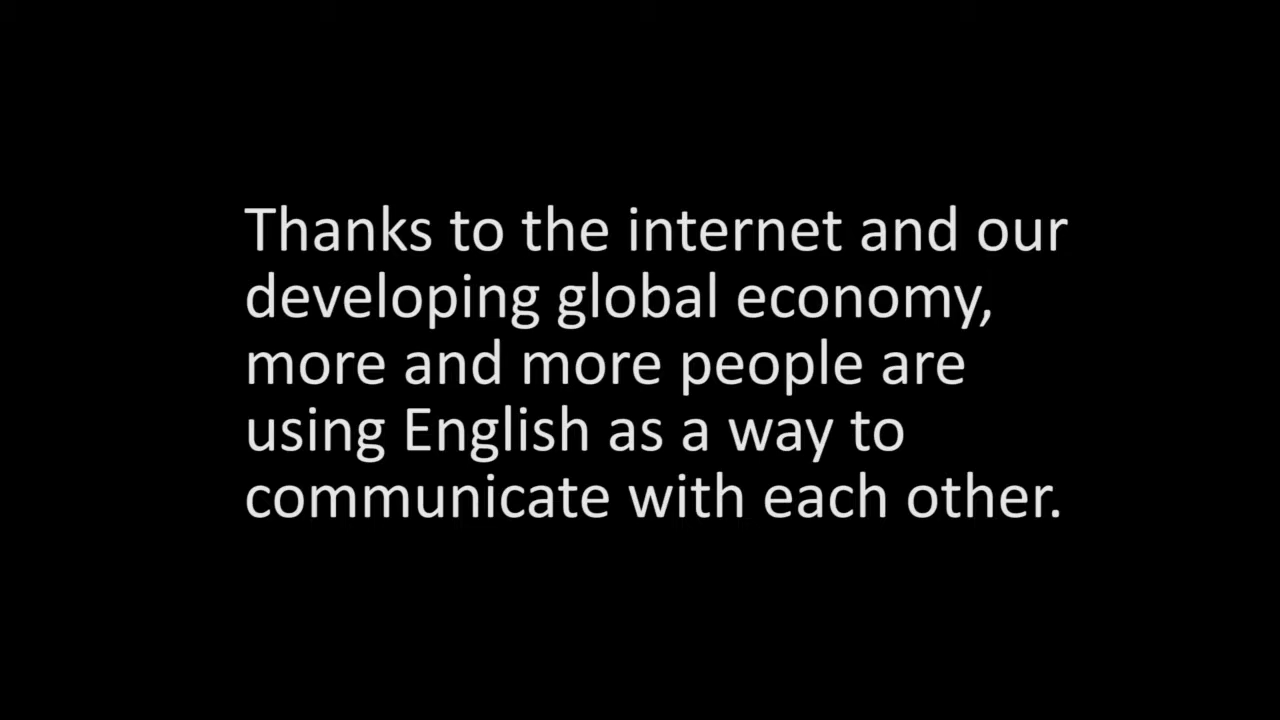 Thanks to the internet and our
developing global economy,
more and more people are
using English as a way to
communicate with each other.